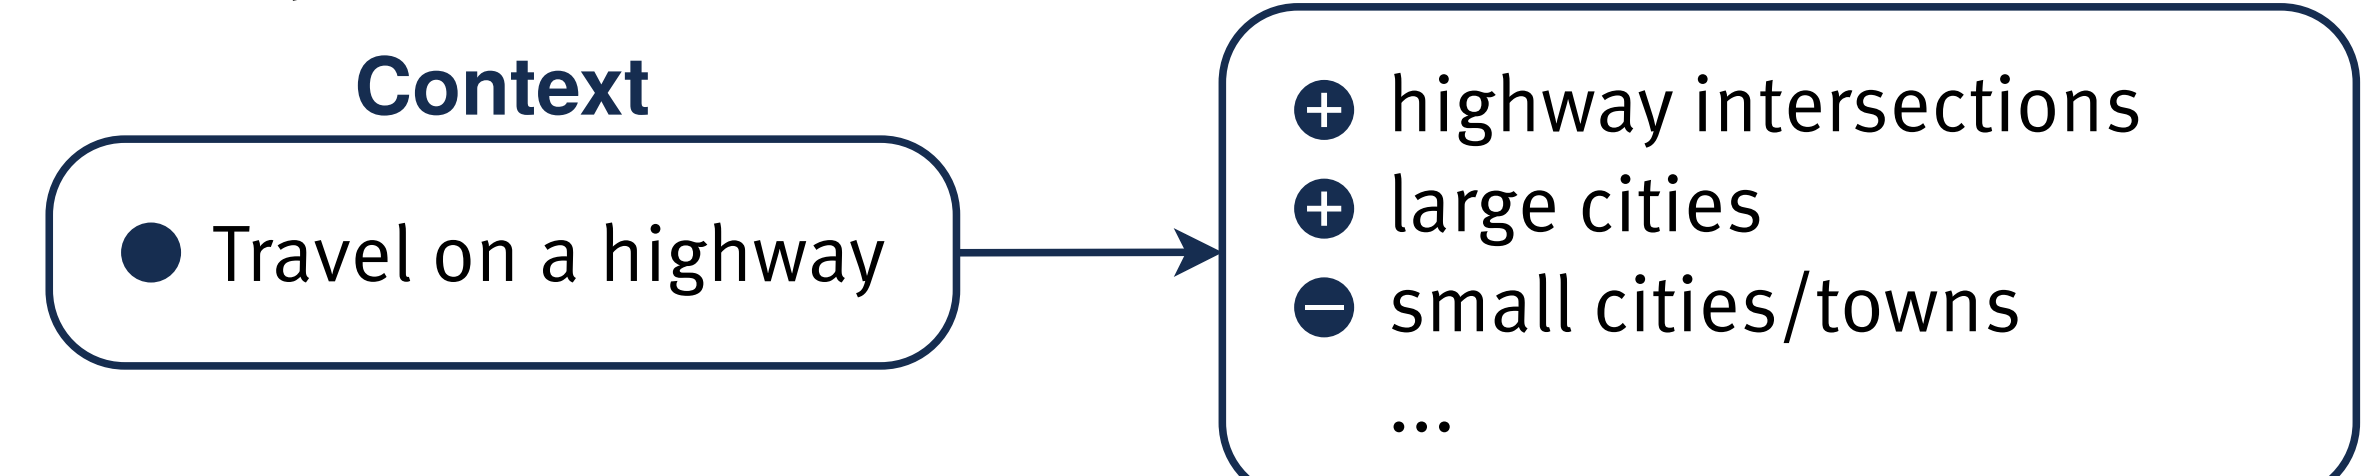 Context
Travel on a highway
+ highway intersections
+ large cities
− small cities/towns
...